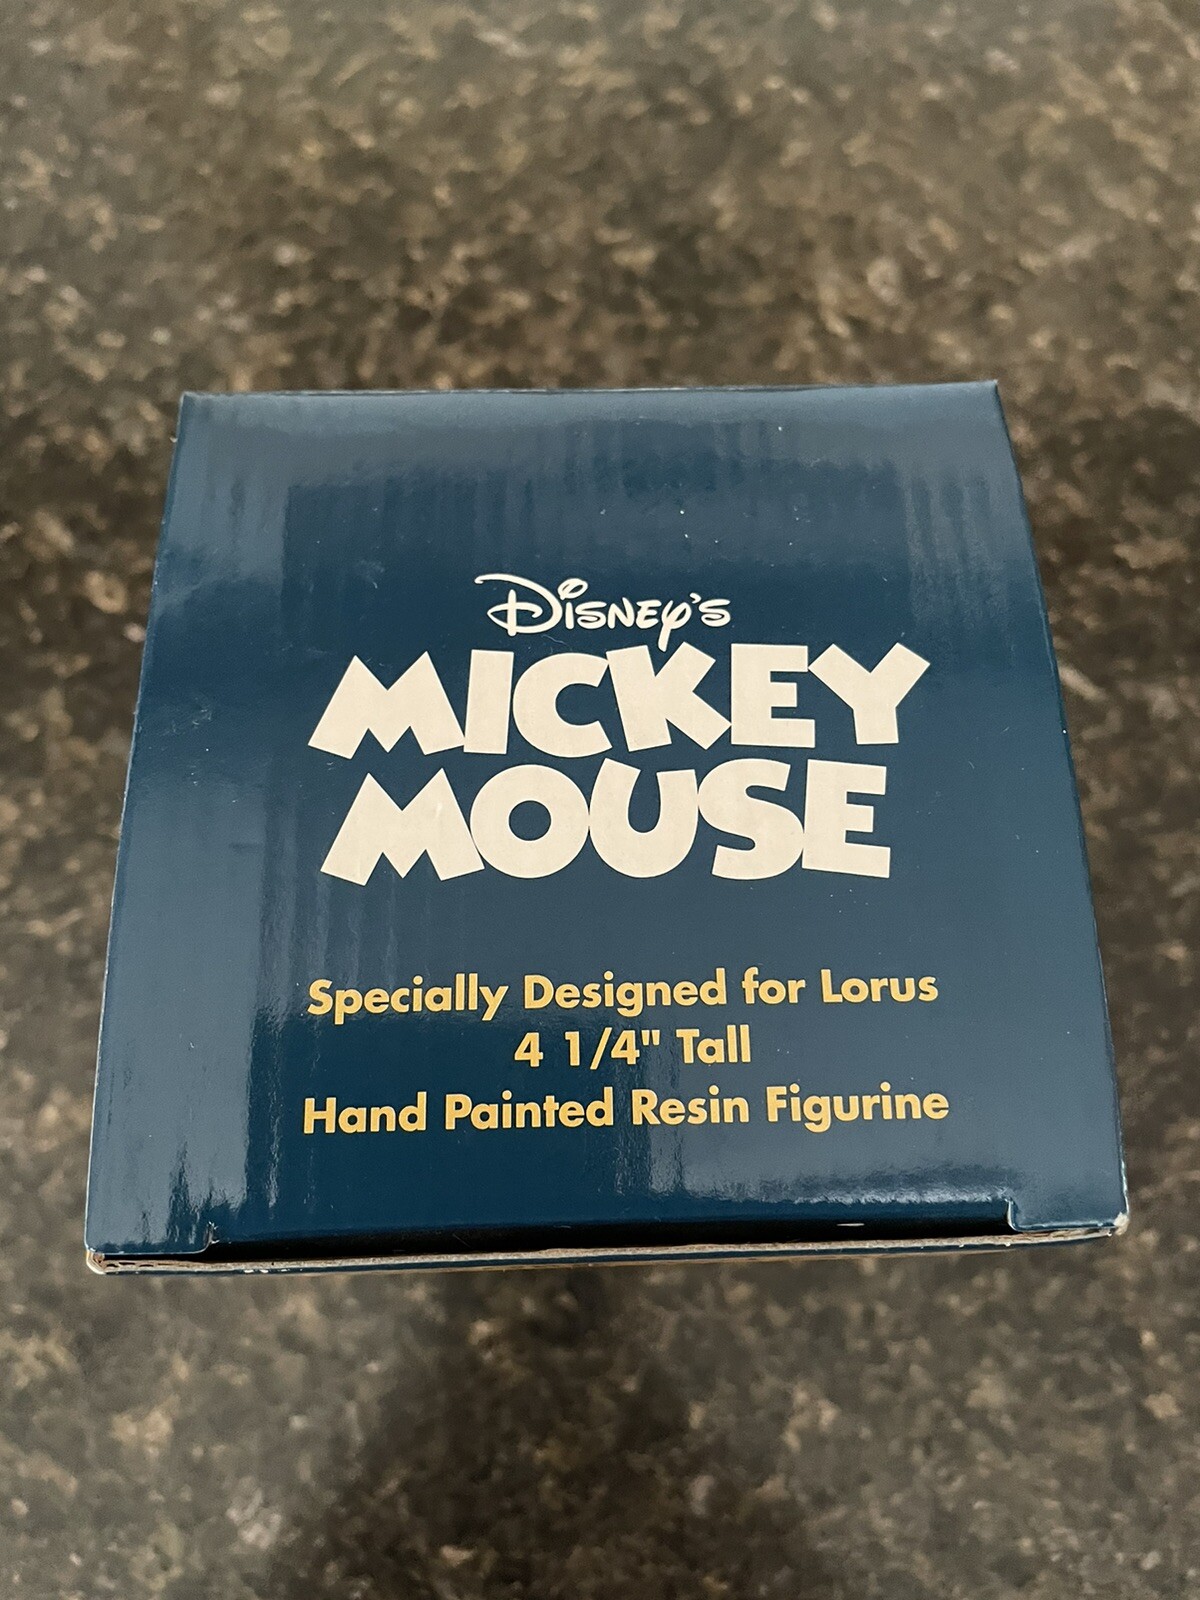 Disney's
MICKEY
MOUSE
Specially Designed for Lorus
4 1/4" Tall
Hand Painted Resin Figurine